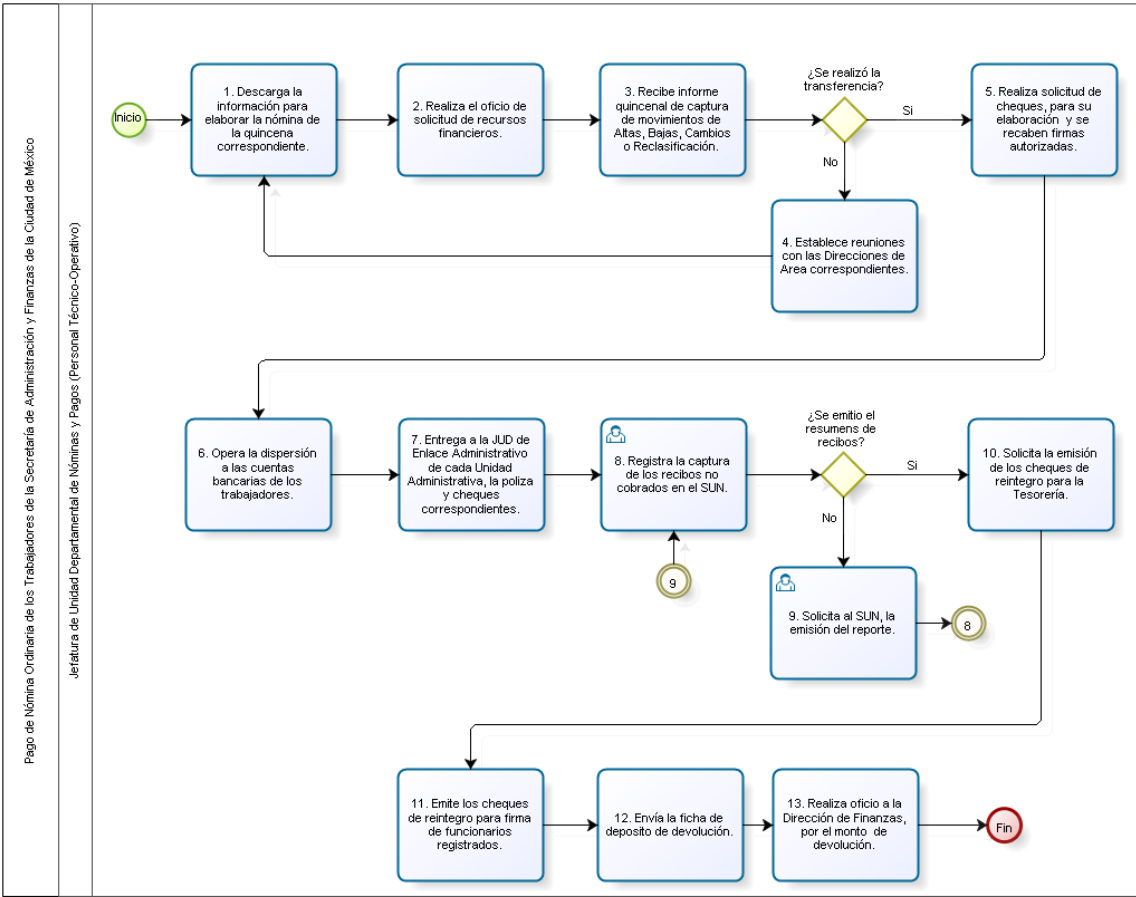 Pago de Nómina Ordinaria de los Trabajadores de la Secretaría de Administración y Finanzas de la Ciudad de México
Jefatura de Unidad Departamental de Nóminas y Pagos (Personal Técnico-Operativo)
Inicio
1. Descarga la
información para
elaborar la nómina de
la quincena
correspondiente.
2. Realiza el oficio de
solicitud de recursos
financieros.
3. Recibe informe
quincenal de captura
de movimientos de
Altas, Bajas, Cambios
o Reclasificación.
¿Se realizó la
transferencia?
Si
No
5. Realiza solicitud de
cheques, para su
elaboración y se
recaben firmas
autorizadas.
4. Establece reuniones
con las Direcciones de
Area correspondientes.
6. Opera la dispersión
a las cuentas
bancarias de los
trabajadores.
7. Entrega a la JUD de
Enlace Administrativo
de cada Unidad
Administrativa, la poliza
y cheques
correspondientes.
8. Registra la captura
de los recibos no
cobrados en el SUN.
9
¿Se emitio el
resumens de
recibos?
Si
No
10. Solicita la emisión
de los cheques de
reintegro para la
Tesorería.
9. Solicita al SUN, la
emisión del reporte.
8
11. Emite los cheques
de reintegro para firma
de funcionarios
registrados.
12. Envía la ficha de
deposito de devolución.
13. Realiza oficio a la
Dirección de Finanzas,
por el monto de
devolución.
Fin